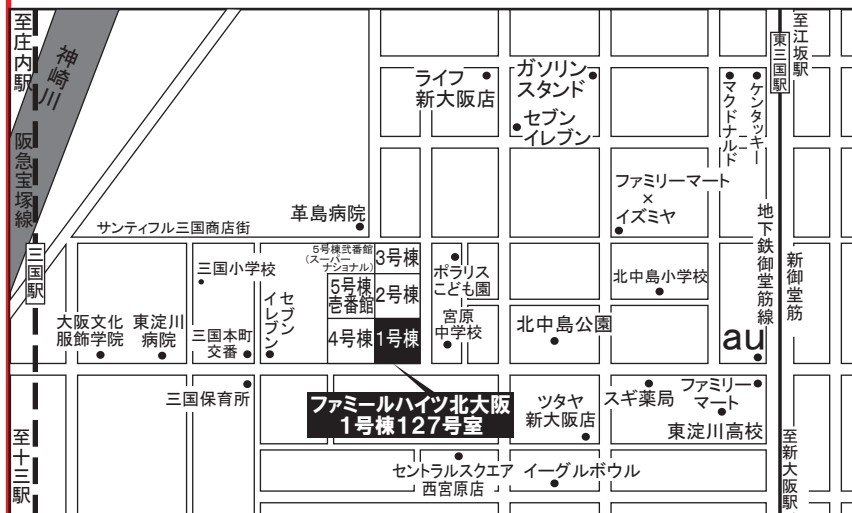 至庄内駅
神崎川
阪急宝塚線
三国駅
至十三駅
サンティフル三国商店街
革島病院
ライフ
新大阪店
ガソリン
スタンド
セブン
イレブン
東三国駅
至江坂駅
マクドナルド
ケンタッキー
ファミリーマート
×
イズミヤ
地下鉄御堂筋線
新御堂筋
三国小学校
5号棟弐番館
(スーパー
ナショナル)
3号棟
5号棟
壱番館
2号棟
4号棟
1号棟
ポラリス
こども園
宮原
中学校
北中島小学校
北中島公園
au
大阪文化
服飾学院
東淀川
病院
三国本町
交番
セブン
イレブン
三国保育所
ファミールハイツ北大阪
1号棟127号室
ツタヤ
新大阪店
スギ薬局
ファミリー
マート
東淀川高校
セントラルスクエア
西宮原店
イーグルボウル
至新大阪駅